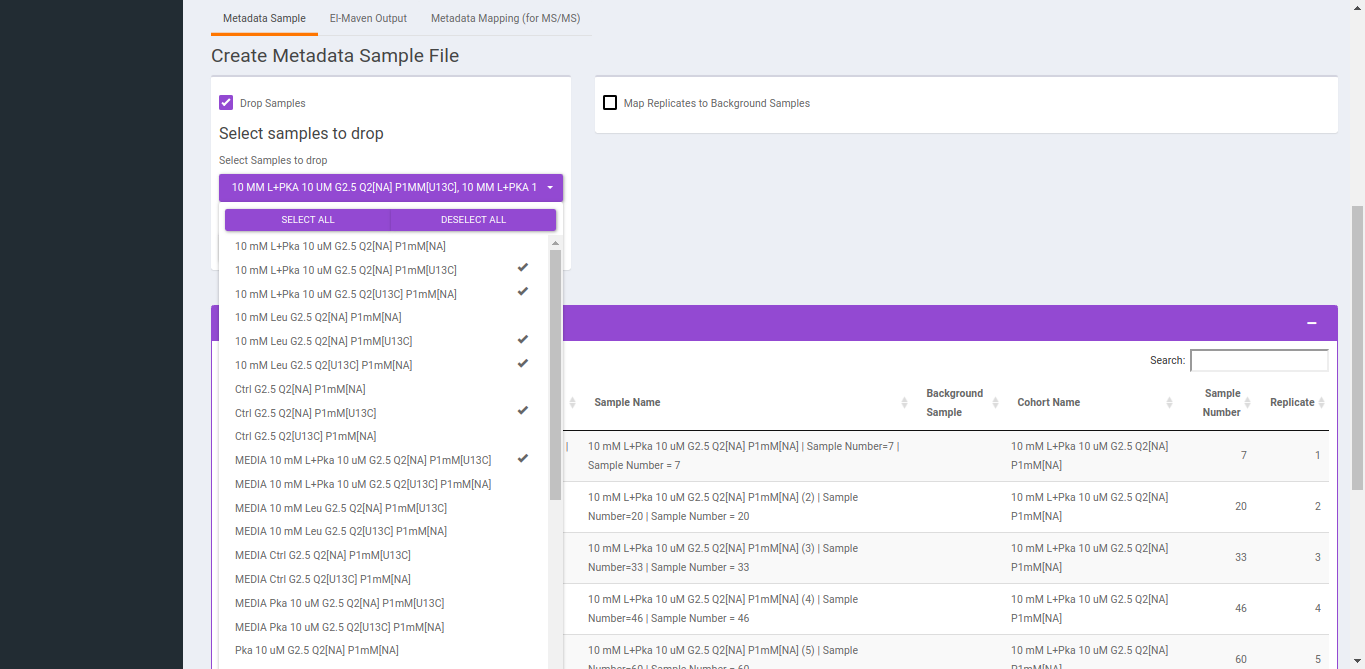 Metadata Sample
El-Maven Output
Metadata Mapping (for MS/MS)
Create Metadata Sample File
Drop Samples
Map Replicates to Background Samples
Select samples to drop
Select Samples to drop
10 MM L+PKA 10 UM G2.5 Q2[NA] P1MM[U13C], 10 MM L+PKA 1
SELECT ALL
DESELECT ALL
10 mM L+Pka 10 uM G2.5 Q2[NA] P1mM[NA]
10 mM L+Pka 10 uM G2.5 Q2[NA] P1mM[U13C]
10 mM L+Pka 10 uM G2.5 Q2[U13C] P1mM[NA]
10 mM Leu G2.5 Q2[NA] P1mM[NA]
10 mM Leu G2.5 Q2[NA] P1mM[U13C]
10 mM Leu G2.5 Q2[U13C] P1mM[NA]
Ctrl G2.5 Q2[NA] P1mM[NA]
Ctrl G2.5 Q2[NA] P1mM[U13C]
Ctrl G2.5 Q2[U13C] P1mM[NA]
MEDIA 10 mM L+Pka 10 uM G2.5 Q2[NA] P1mM[U13C]
MEDIA 10 mM L+Pka 10 uM G2.5 Q2[U13C] P1mM[NA]
MEDIA 10 mM Leu G2.5 Q2[NA] P1mM[U13C]
MEDIA 10 mM Leu G2.5 Q2[U13C] P1mM[NA]
MEDIA Ctrl G2.5 Q2[NA] P1mM[U13C]
MEDIA Ctrl G2.5 Q2[U13C] P1mM[NA]
MEDIA Pka 10 uM G2.5 Q2[NA] P1mM[U13C]
MEDIA Pka 10 uM G2.5 Q2[U13C] P1mM[NA]
Pka 10 uM G2.5 Q2[NA] P1mM[NA]
Search:
Sample Name
Background
Sample
Cohort Name
Sample
Number
Replicate
10 mM L+Pka 10 uM G2.5 Q2[NA] P1mM[NA] | Sample Number=7 |
Sample Number = 7
10 mM L+Pka 10 uM G2.5 Q2[NA]
P1mM[NA]
7
1
10 mM L+Pka 10 uM G2.5 Q2[NA] P1mM[NA] (2) | Sample
Number=20 | Sample Number = 20
10 mM L+Pka 10 uM G2.5 Q2[NA]
P1mM[NA]
20
2
10 mM L+Pka 10 uM G2.5 Q2[NA] P1mM[NA] (3) | Sample
Number=33 | Sample Number = 33
10 mM L+Pka 10 uM G2.5 Q2[NA]
P1mM[NA]
33
3
10 mM L+Pka 10 uM G2.5 Q2[NA] P1mM[NA] (4) | Sample
Number=46 | Sample Number = 46
10 mM L+Pka 10 uM G2.5 Q2[NA]
P1mM[NA]
46
4
10 mM L+Pka 10 uM G2.5 Q2[NA] P1mM[NA] (5) | Sample
Number=60 | Sample Number = 60
10 mM L+Pka 10 uM G2.5 Q2[NA]
P1mM[NA]
60
5